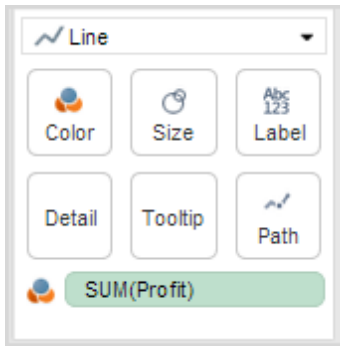 Line
Color
Size
Abc
123
Label
Detail
Tooltip
Path
SUM(Profit)